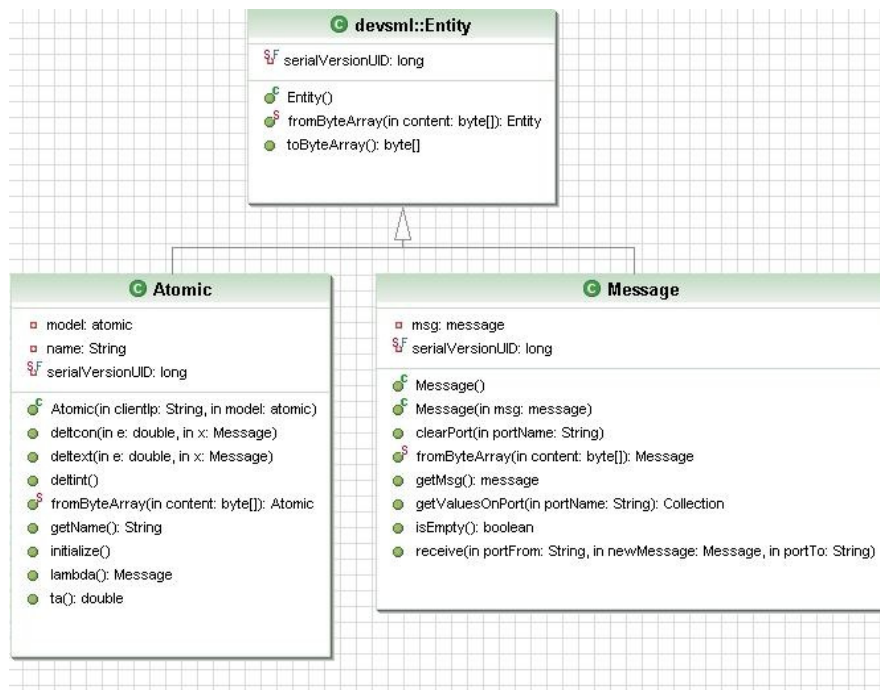 devsml::Entity
serialVersionUID: long
Entity()
fromByteArray(in content: byte[]): Entity
toByteArray(): byte[]
Atomic
model: atomic
name: String
serialVersionUID: long
Atomic(in clientIp: String, in model: atomic)
deltcon(in e: double, in x: Message)
deltext(in e: double, in x: Message)
deltint()
fromByteArray(in content: byte[]): Atomic
getName(): String
initialize()
lambda(): Message
ta(): double
Message
msg: message
serialVersionUID: long
Message()
Message(in msg: message)
clearPort(in portName: String)
fromByteArray(in content: byte[]): Message
getMsg(): message
getValuesOnPort(in portName: String): Collection
isEmpty(): boolean
receive(in portFrom: String, in newMessage: Message, in portTo: String)